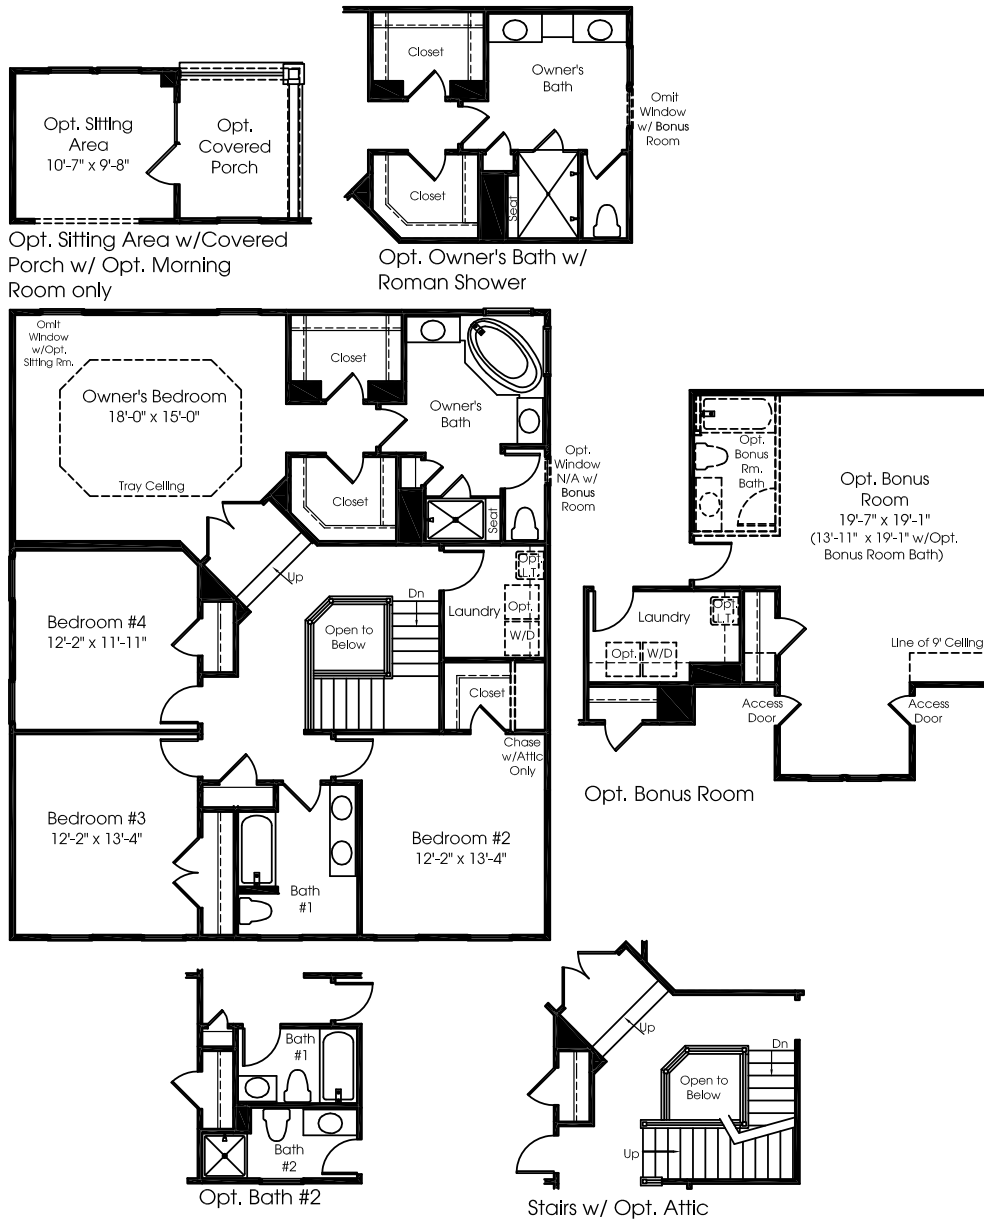 Closet
Owner's
Bath
Omit
Window
w/ Bonus
Room
Closet
Seat
Opt. Owner's Bath w/
Roman Shower
Opt. Sitting
Area
10'-7" x 9'-8"
Opt.
Covered
Porch
Opt. Sitting Area w/Covered
Porch w/ Opt. Morning
Room only
Omit
Window
w/Opt.
Sitting Rm.
Owner's Bedroom
18'-0" x 15'-0"
Tray Ceiling
Closet
Owner's
Bath
Closet
Seat
Opt.
Window
N/A w/
Bonus
Room
Up
Bedroom #4
12'-2" x 11'-11"
Open to
Below
Dn
Laundry
Opt.
L.T.
Opt.
W/D
Closet
Chase
w/Attic
Only
Bedroom #3
12'-2" x 13'-4"
Bath
#1
Bedroom #2
12'-2" x 13'-4"
Opt.
Bonus
Rm.
Bath
Opt. Bonus
Room
19'-7" x 19'-1"
(13'-11" x 19'-1" w/Opt.
Bonus Room Bath)
Laundry
Opt.
L.T.
Opt.
W/D
Line of 9' Ceiling
Access
Door
Access
Door
Opt. Bonus Room
Bath
#1
Bath
#2
Opt. Bath #2
Up
Dn
Open to
Below
Up
Stairs w/ Opt. Attic